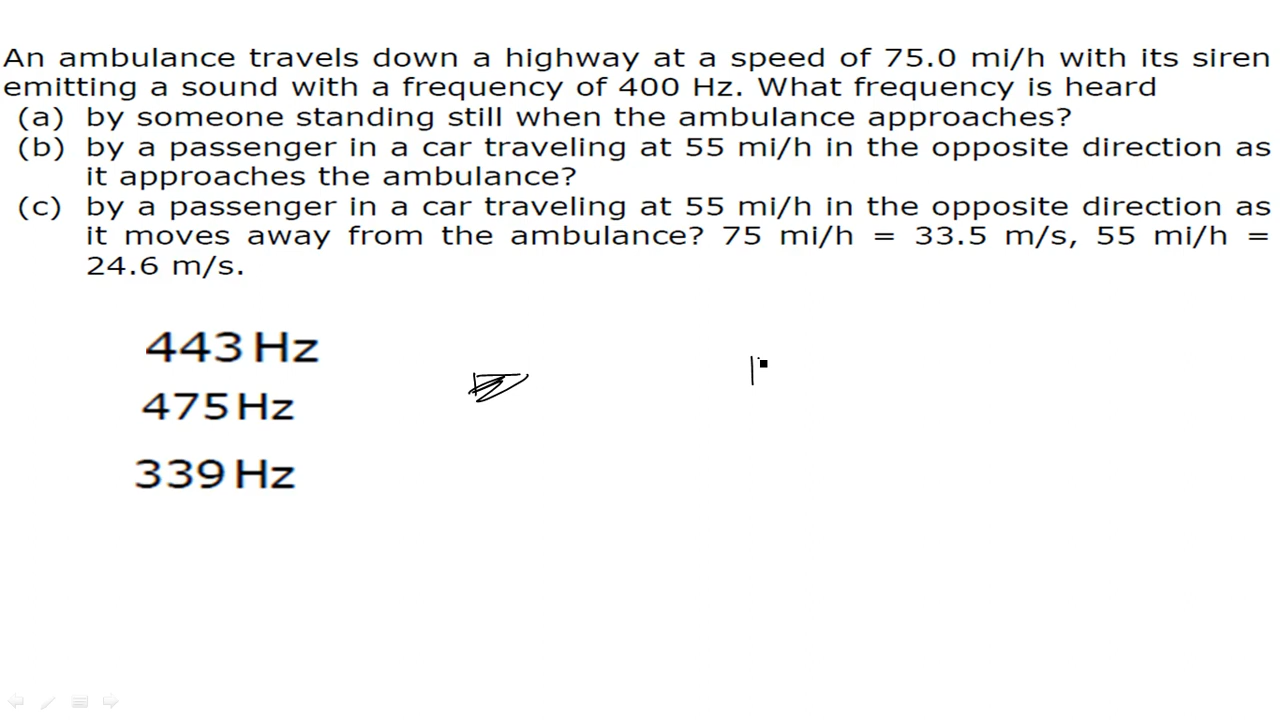 An ambulance travels down a highway at a speed of 75.0 mi/h with its siren
emitting a sound with a frequency of 400 Hz. What frequency is heard
(a) by someone standing still when the ambulance approaches?
(b) by a passenger in a car traveling at 55 mi/h in the opposite direction as
it approaches the ambulance?
(c) by a passenger in a car traveling at 55 mi/h in the opposite direction as
it moves away from the ambulance? 75 mi/h = 33.5 m/s, 55 mi/h =
24.6 m/s.
443 Hz
475 Hz
339 Hz